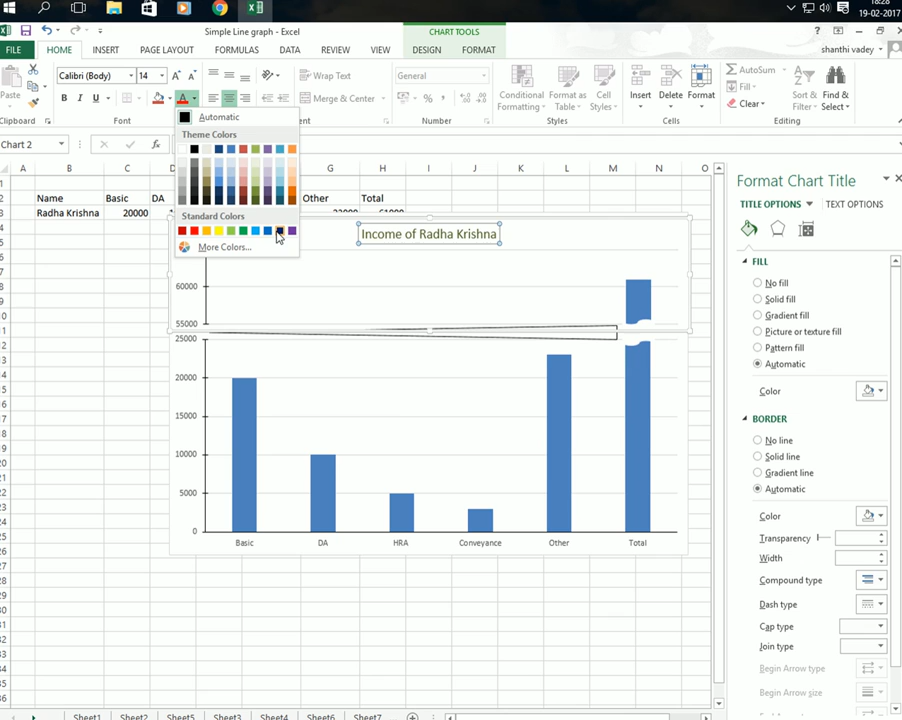 18:28
19-02-2017
Simple Line graph - Excel
CHART TOOLS
?
FILE HOME INSERT PAGE LAYOUT FORMULAS DATA REVIEW VIEW DESIGN FORMAT shanthi vadey
Paste
Calibri (Body) 14 A A
B I U A
Wrap Text
Merge & Center
General
%
Conditional Formatting
Format as Table
Cell Styles
Insert Delete Format
AutoSum
Fill
Clear
Sort & Filter
Find & Select
Clipboard Font Number Styles Cells Editing
Automatic
Theme Colors
Standard Colors
More Colors...
Chart 2
A B C D G H I J K L M N O
Name Basic DA Other Total
Radha Krishna 20000
Income of Radha Krishna
60000
55000
25000
20000
15000
10000
5000
0
Basic DA HRA Conveyance Other Total
Format Chart Title
TITLE OPTIONS TEXT OPTIONS
FILL
No fill
Solid fill
Gradient fill
Picture or texture fill
Pattern fill
Automatic
Color
BORDER
No line
Solid line
Gradient line
Automatic
Color
Transparency
Width
Compound type
Dash type
Cap type
Join type
Begin Arrow type
Begin Arrow size
Sheet1 Sheet2 Sheet5 Sheet3 Sheet4 Sheet6 Sheet7